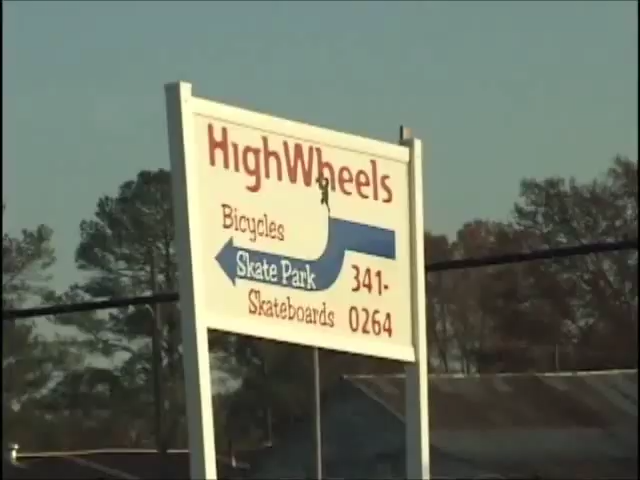 HighWheels
Bicycles
Skate Park
341-
Skateboards 0264